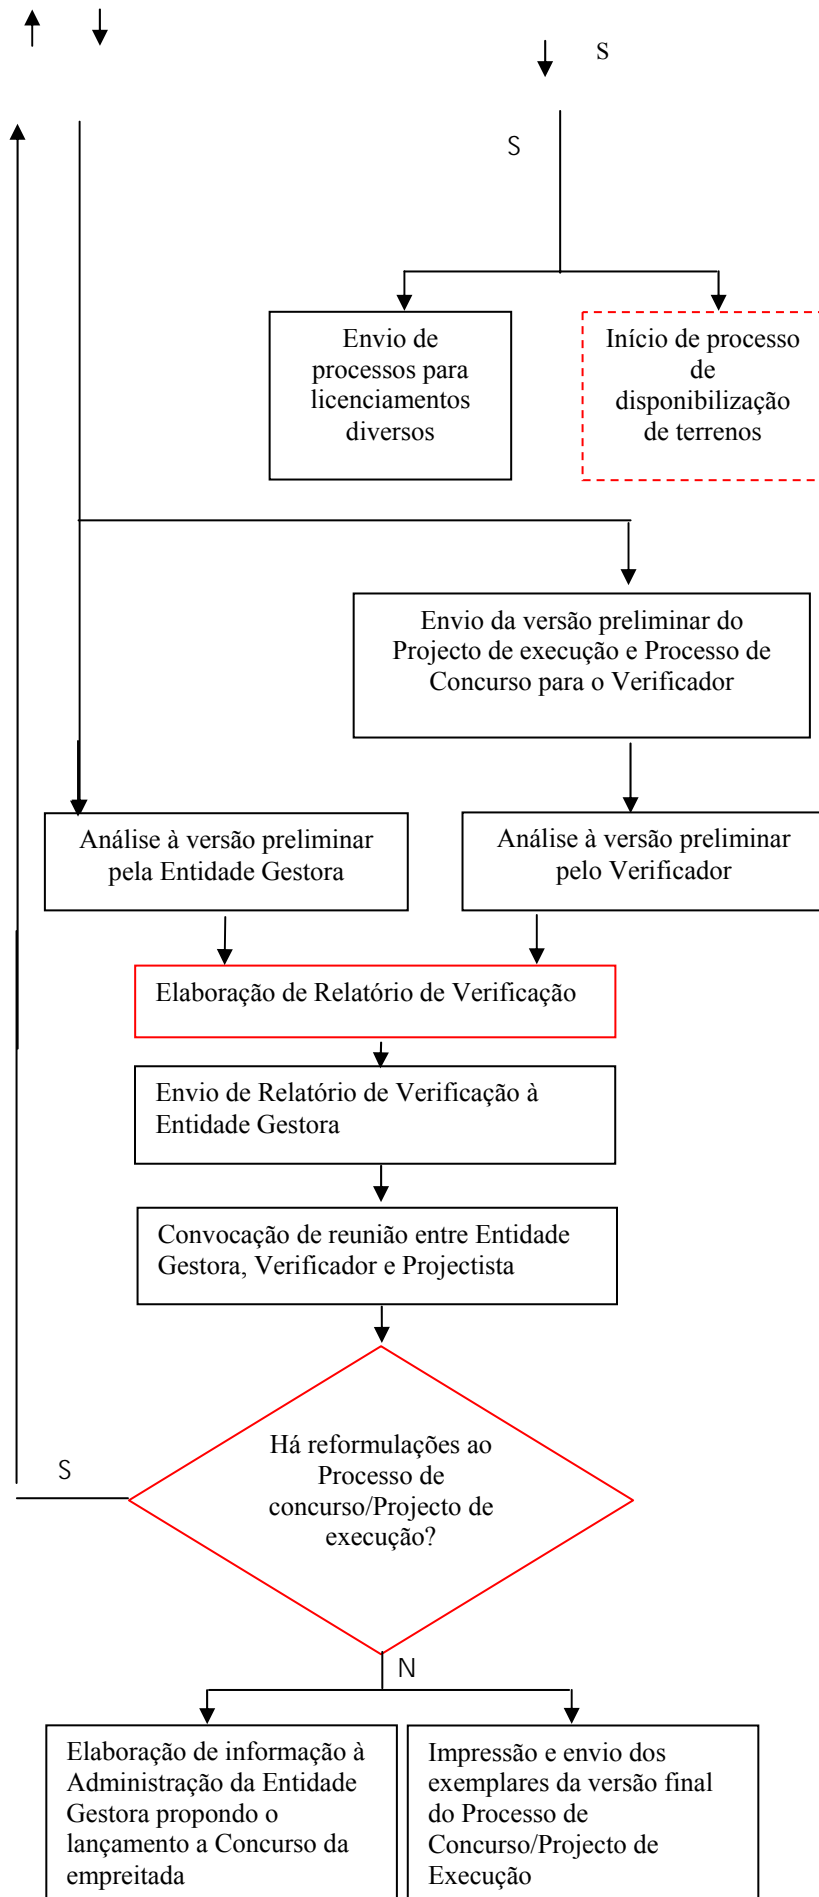 S
S
Envio de
processos para
licenciamentos
diversos
Início de processo
de
disponibilização
de terrenos
Envio da versão preliminar do
Projecto de execução e Processo de
Concurso para o Verificador
Análise à versão preliminar
pela Entidade Gestora
Análise à versão preliminar
pelo Verificador
Elaboração de Relatório de Verificação
Envio de Relatório de Verificação à
Entidade Gestora
Convocação de reunião entre Entidade
Gestora, Verificador e Projectista
Há reformulações ao
Processo de
concurso/Projecto de
execução?
S
N
Elaboração de informação à
Administração da Entidade
Gestora propondo o
lançamento a Concurso da
empreitada
Impressão e envio dos
exemplares da versão final
do Processo de
Concurso/Projecto de
Execução